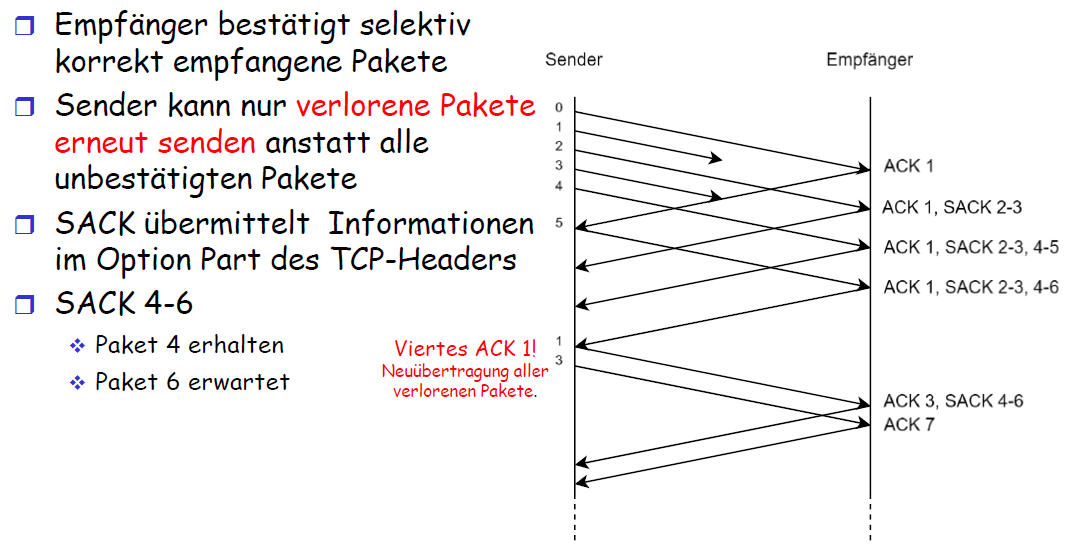 Empfänger bestätigt selektiv
korrekt empfangene Pakete
Sender kann nur verlorene Pakete
erneut senden anstatt alle
unbestätigten Pakete
SACK übermittelt Informationen
im Option Part des TCP-Headers
SACK 4-6
Paket 4 erhalten
Paket 6 erwartet
Viertes ACK 1!
Neuübertragung aller
verlorenen Pakete.
Sender
Empfänger
0
1
2
3
4
5
1
3
ACK 1
ACK 1, SACK 2-3
ACK 1, SACK 2-3, 4-5
ACK 1, SACK 2-3, 4-6
ACK 3, SACK 4-6
ACK 7